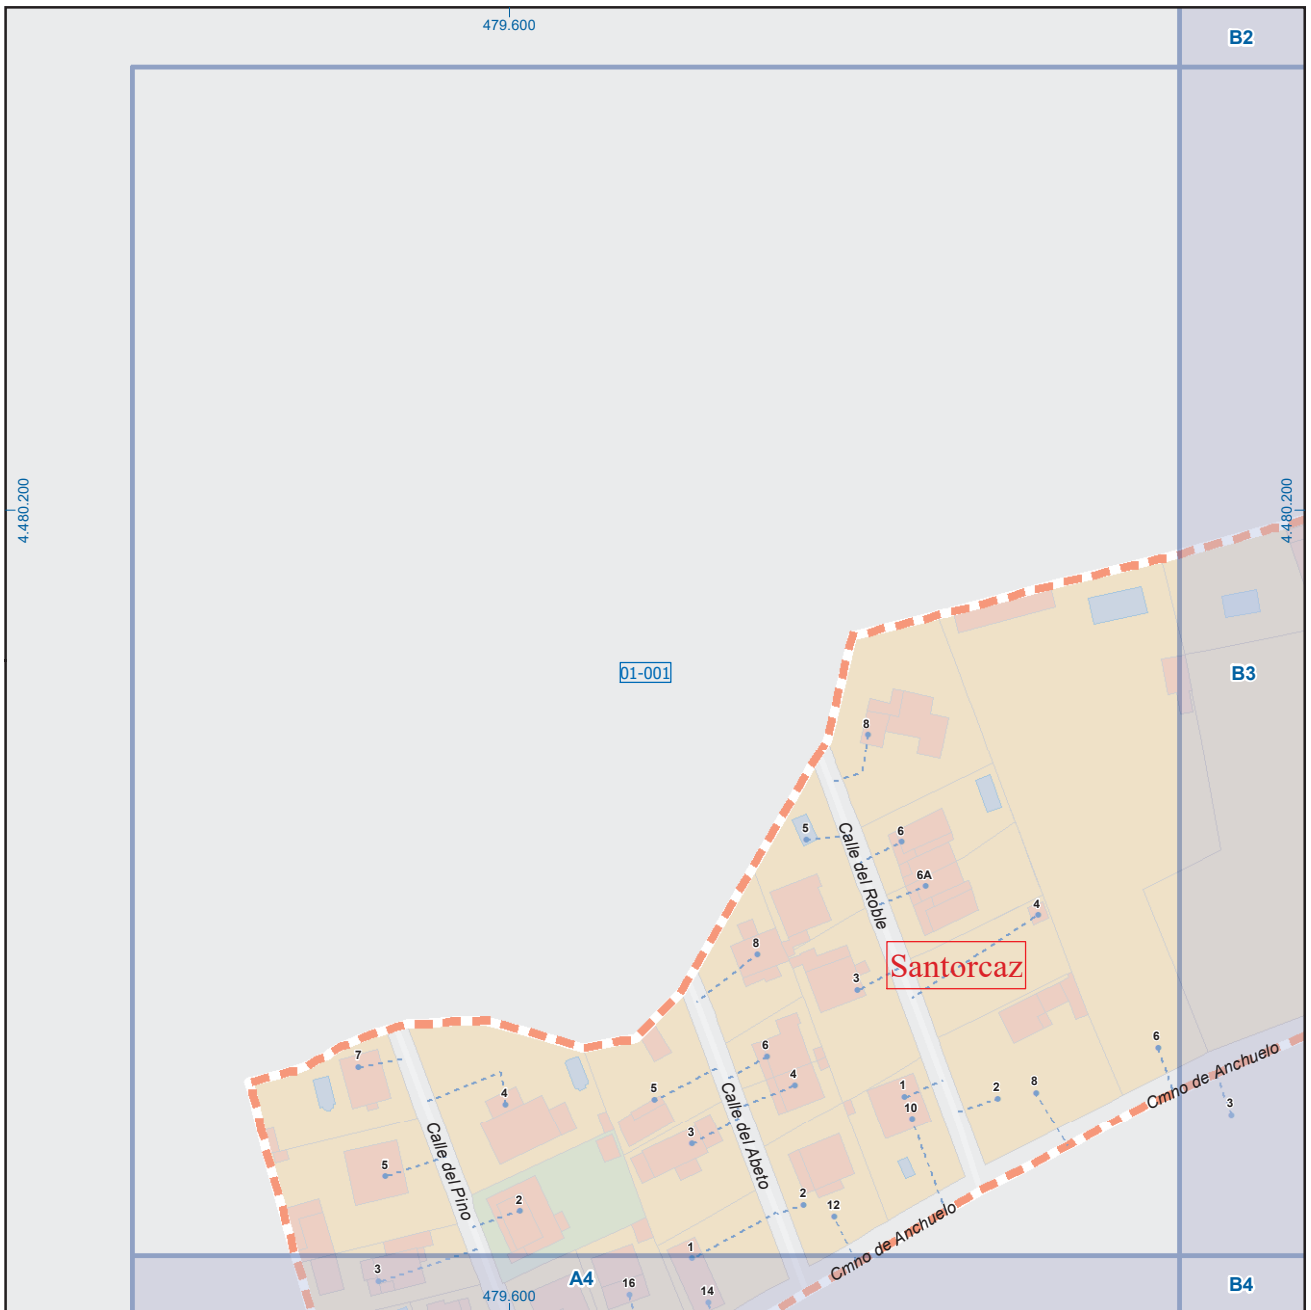 479.600
B2
4.480.200
4.480.200
01-001
B3
8
5
6
Calle del Roble
6A
4
8
3
Santorcaz
7
6
6
5
4
1
10
2
8
Cmno de Anchuelo
3
4
Calle del Abeto
3
Calle del Pino
5
2
2
12
Cmno de Anchuelo
1
3
A4
16
14
479.600
B4